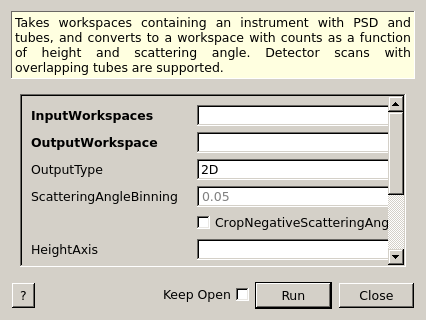 Takes workspaces containing an instrument with PSD and
tubes, and converts to a workspace with counts as a function
of height and scattering angle. Detector scans with
overlapping tubes are supported.
InputWorkspaces
OutputWorkspace
OutputType 2D
ScatteringAngleBinning 0.05
CropNegativeScatteringAng
HeightAxis
? Keep Open Run Close